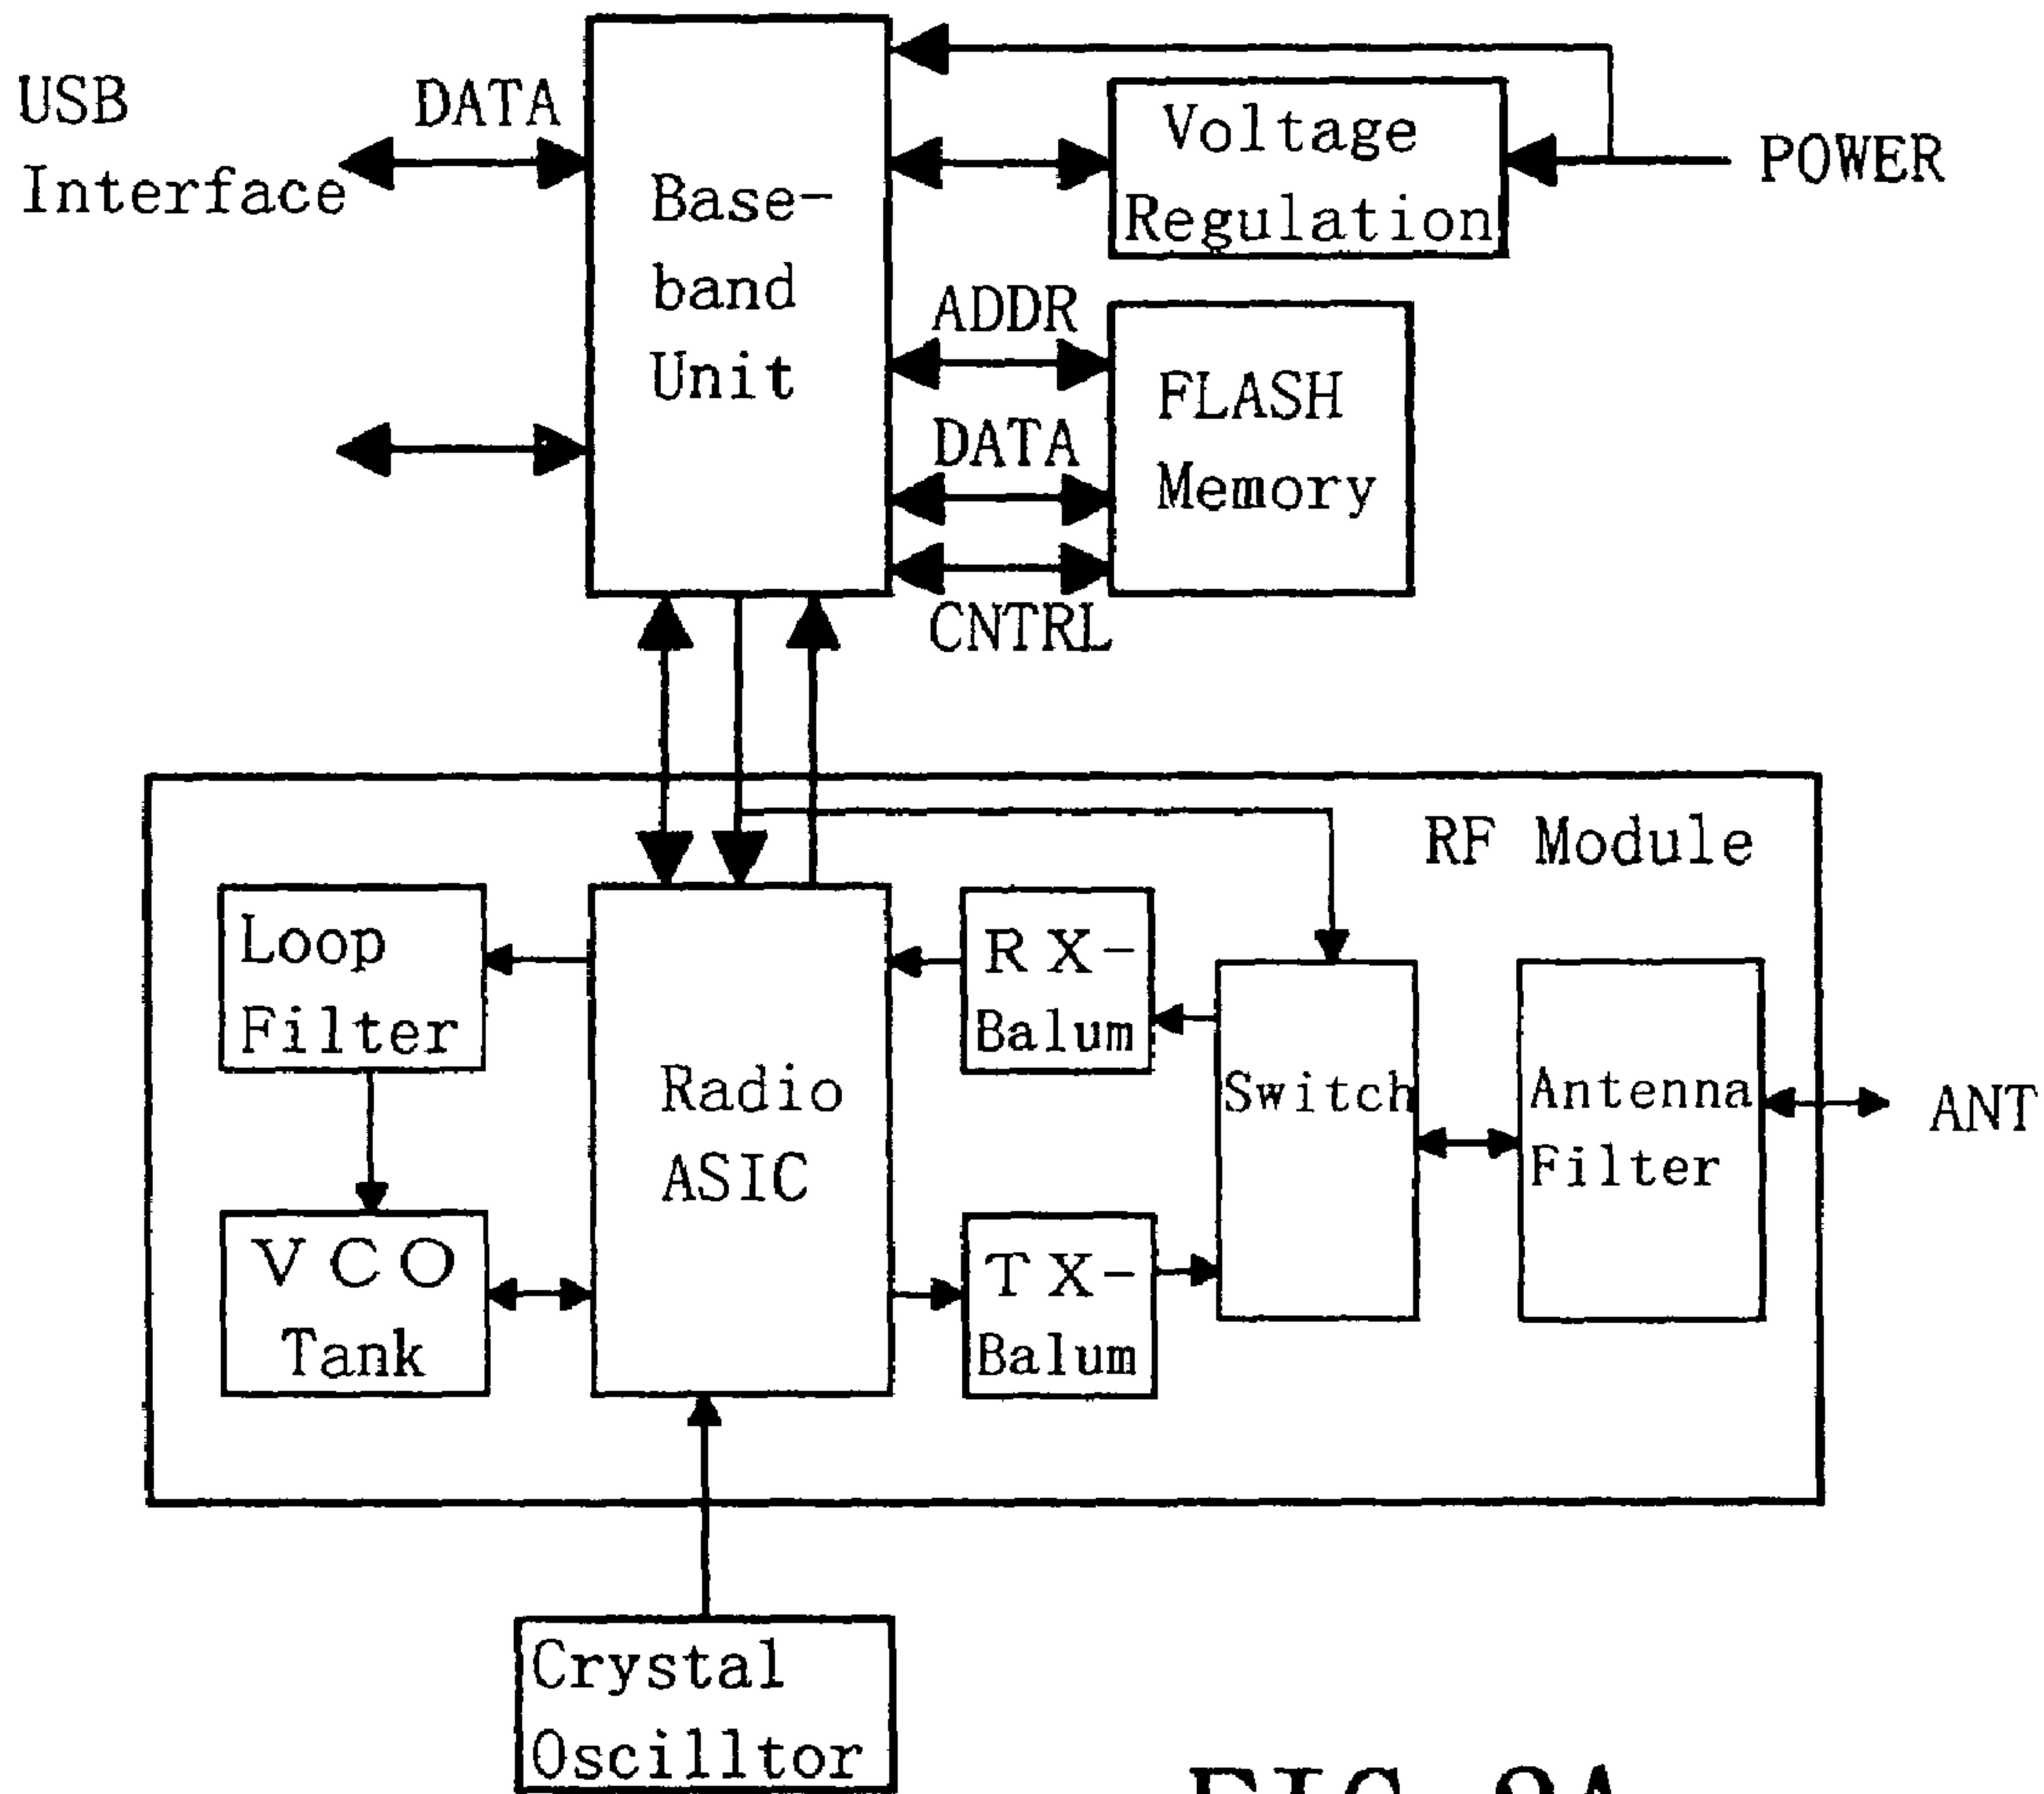 USB
Interface
DATA
Base-
band
Unit
Voltage
Regulation
POWER
ADDR
DATA
CNTRL
FLASH
Memory
RF Module
Loop
Filter
VCO
Tank
Radio
ASIC
RX-
Balum
TX-
Balum
Switch
Antenna
Filter
ANT
Crystal
Oscilltor